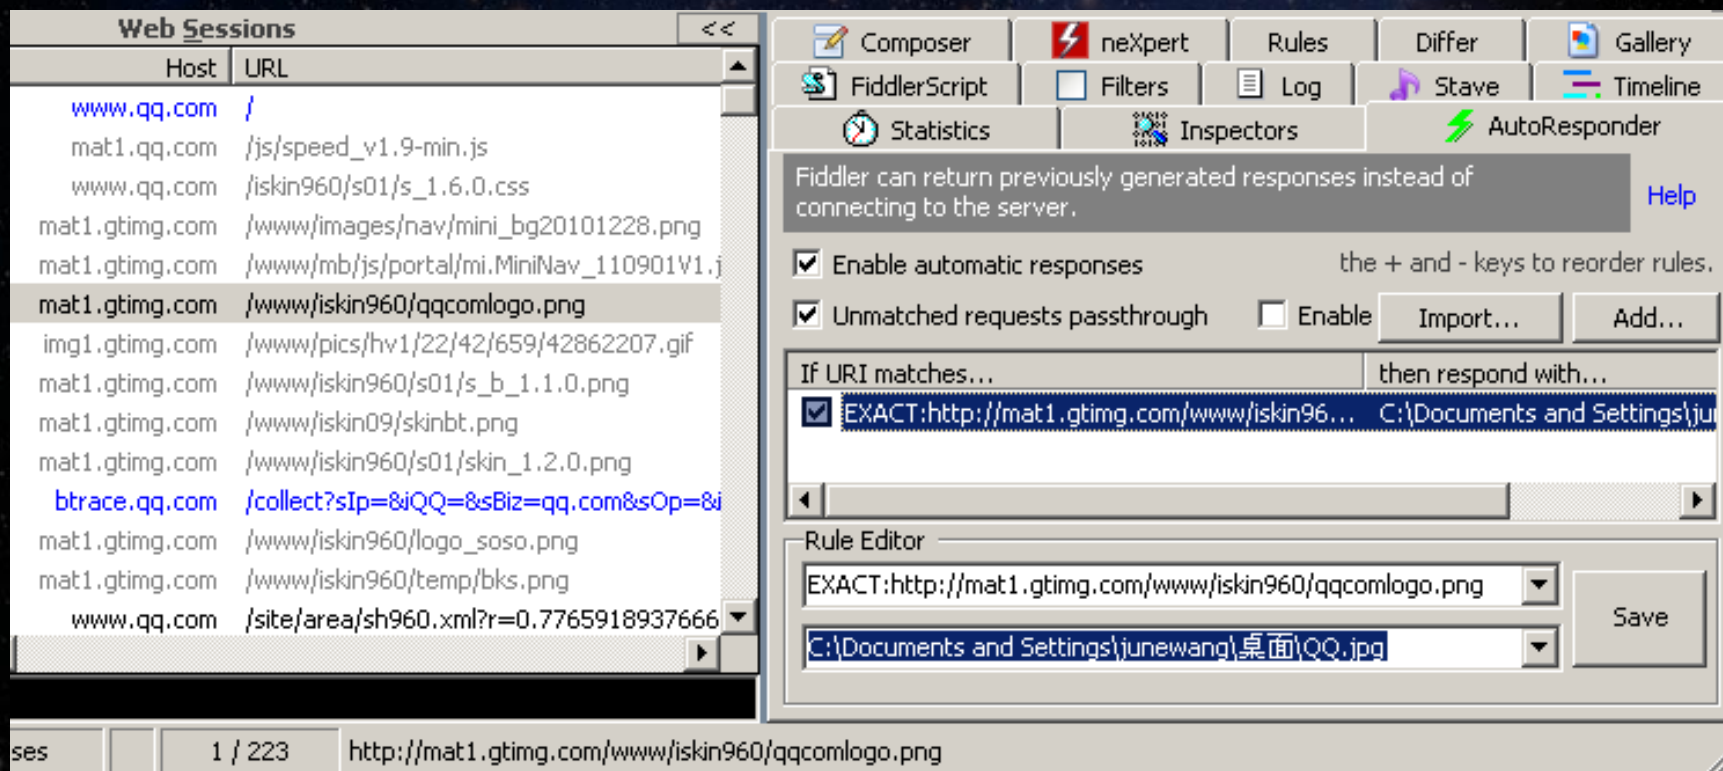 Web Sessions <<
Host URL
www.qq.com /
mat1.qq.com /js/speed_v1.9-min.js
www.qq.com /iskin960/s01/s_1.6.0.css
mat1.gtimg.com /www/images/nav/mini_bg20101228.png
mat1.gtimg.com /www/mb/js/portal/mi.MiniNav_110901V1.j
mat1.gtimg.com /www/iskin960/qqcomlogo.png
img1.gtimg.com /www/pics/hv1/22/42/659/42862207.gif
mat1.gtimg.com /www/iskin960/s01/s_b_1.1.0.png
mat1.gtimg.com /www/iskin09/skinbt.png
mat1.gtimg.com /www/iskin960/s01/skin_1.2.0.png
btrace.qq.com /collect?sIp=&iQQ=&sBiz=qq.com&sOp=&i
mat1.gtimg.com /www/iskin960/logo_soso.png
mat1.gtimg.com /www/iskin960/temp/bks.png
www.qq.com /site/area/sh960.xml?r=0.7765918937666
Composer neXpert Rules Differ Gallery
FiddlerScript Filters Log Stave Timeline
Statistics Inspectors AutoResponder
Fiddler can return previously generated responses instead of
connecting to the server.
Help
Enable automatic responses the + and - keys to reorder rules.
Unmatched requests passthrough Enable Import... Add...
If URI matches... then respond with...
EXACT:http://mat1.gtimg.com/www/iskin96... C:\Documents and Settings\ju
Rule Editor
EXACT:http://mat1.gtimg.com/www/iskin960/qqcomlogo.png
Save
C:\Documents and Settings\junewang\桌面\QQ.jpg
ses 1 / 223 http://mat1.gtimg.com/www/iskin960/qqcomlogo.png